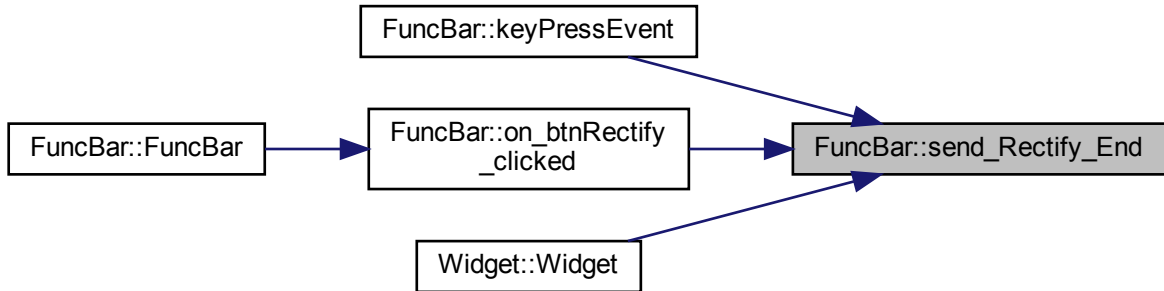 FuncBar::keyPressEvent
FuncBar::FuncBar
FuncBar::on_btnRectify
_clicked
FuncBar::send_Rectify_End
Widget::Widget